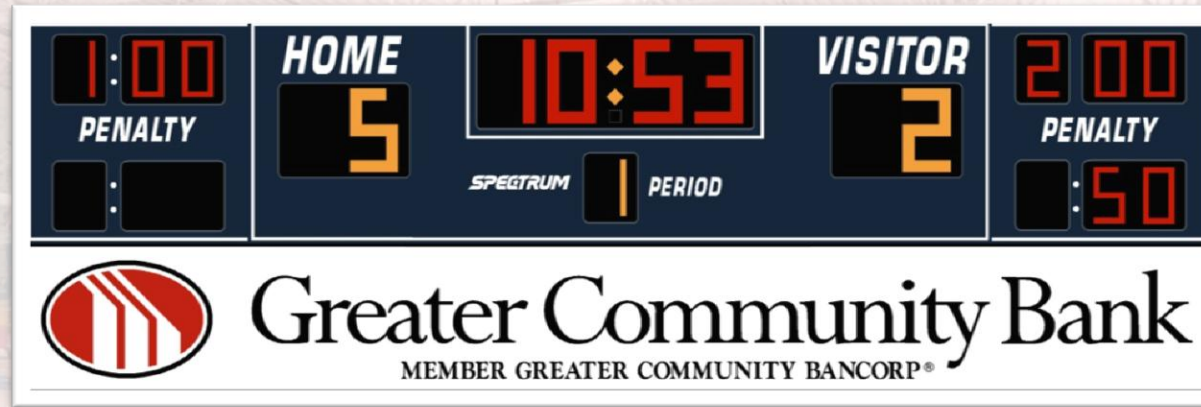 1:00
PENALTY
HOME
5
10:53
SPECTRUM 1 PERIOD
VISITOR
2
2 00
PENALTY
:50
Greater Community Bank
MEMBER GREATER COMMUNITY BANCORP®